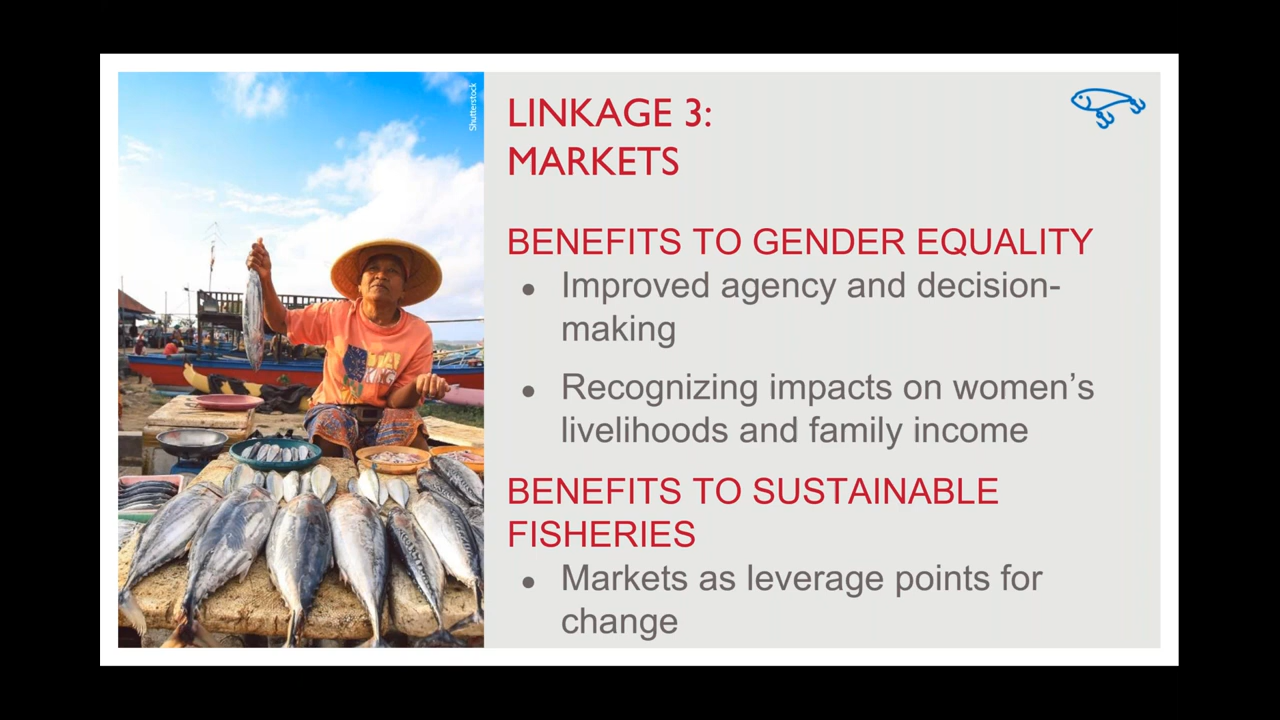 Shutterstock
LINKAGE 3:
MARKETS
BENEFITS TO GENDER EQUALITY
● Improved agency and decision-
making
● Recognizing impacts on women’s
livelihoods and family income
BENEFITS TO SUSTAINABLE
FISHERIES
● Markets as leverage points for
change